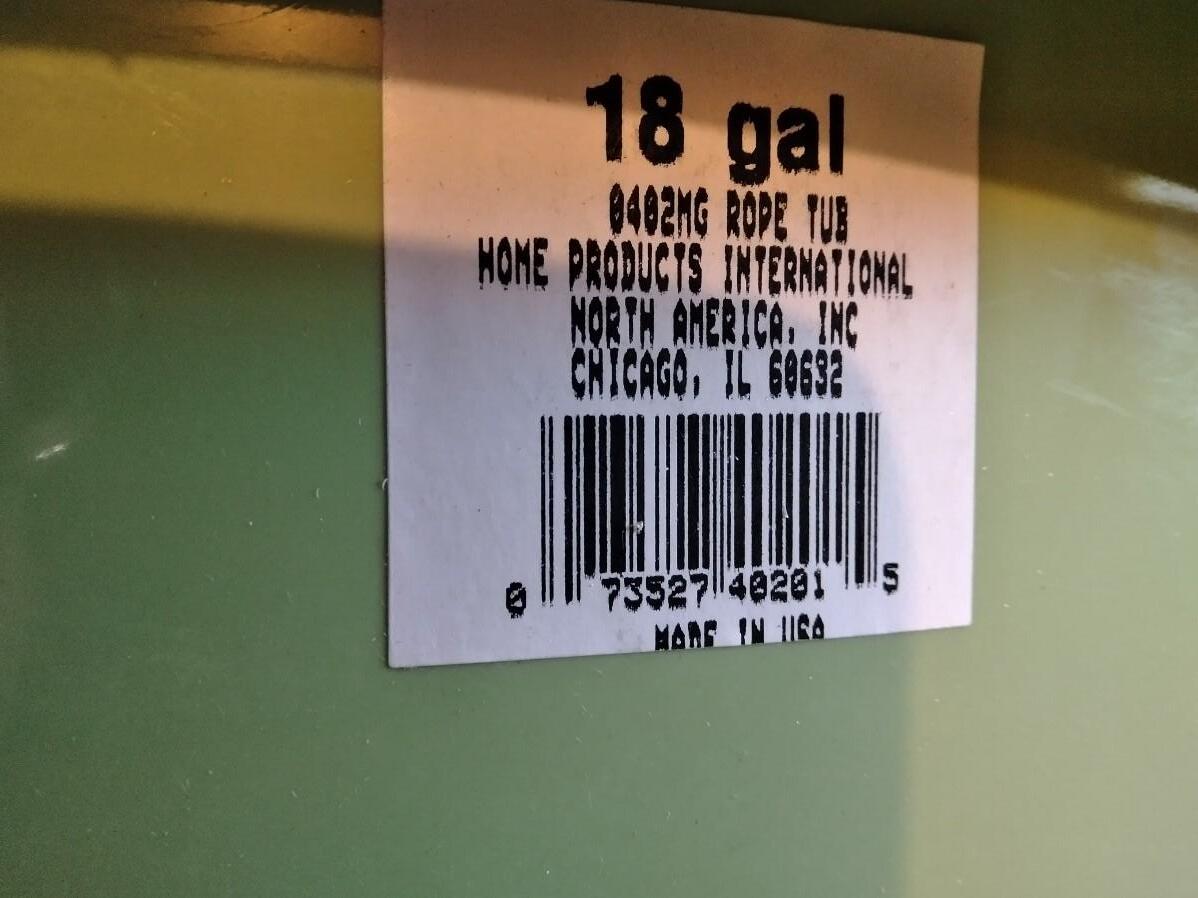 18 gal
0402MG ROPE TUB
HOME PRODUCTS INTERNATIONAL
NORTH AMERICA, INC
CHICAGO, IL 60632
0 73527 40201 5
MADE IN USA